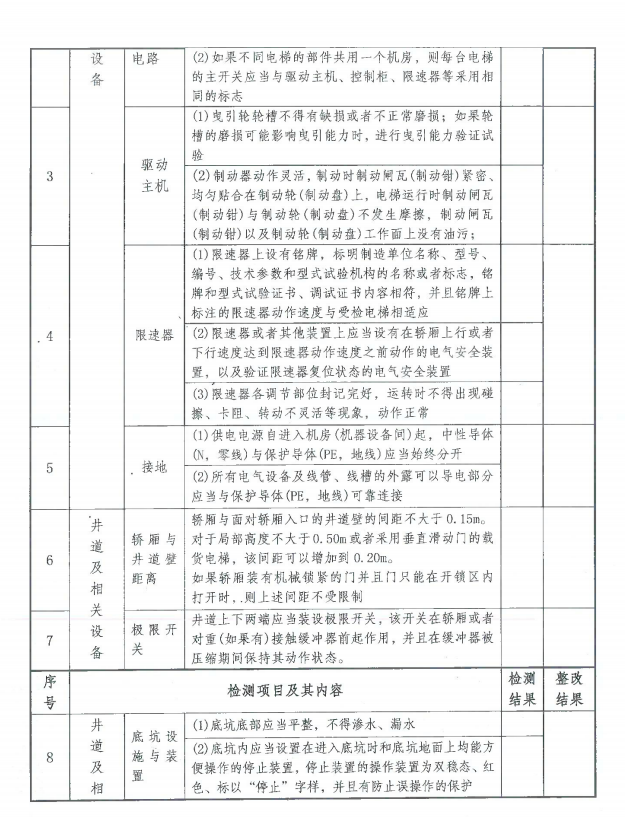 设
备
电路
(2)如果不同电梯的部件共用一个机房，则每台电梯
的主开关应当与驱动主机、控制柜、限速器等采用相
同的标志
3
驱动
主机
(1)曳引轮轮槽不得有缺损或者不正常磨损；如果轮
槽的磨损可能影响曳引能力时，进行曳引能力验证试
验
(2)制动器动作灵活，制动时制动闸瓦(制动钳)紧密、
均匀贴合在制动轮(制动盘)上，电梯运行时制动闸瓦
(制动钳)与制动轮(制动盘)不发生摩擦，制动闸瓦
(制动钳)以及制动轮(制动盘)工作面上没有油污；
4
限速器
(1)限速器上设有铭牌，标明制造单位名称、型号、
编号、技术参数和型式试验机构的名称或者标志，铭
牌和型式试验证书、调试证书内容相符，并且铭牌上
标注的限速器动作速度与受检电梯相适应
(2)限速器或者其他装置上应当设有在轿厢上行或者
下行速度达到限速器动作速度之前动作的电气安全装
置，以及验证限速器复位状态的电气安全装置
(3)限速器各调节部位封记完好，运转时不得出现碰
擦、卡阻、转动不灵活等现象，动作正常
5
接地
(1)供电电源自进入机房(机器设备间)起，中性导体
(N，零线)与保护导体(PE，地线)应当始终分开
(2)所有电气设备及线管、线槽的外露可以导电部分
应当与保护导体(PE，地线)可靠连接
井
道
及
相
关
设
备
6
轿厢与
井道壁
距离
轿厢与面对轿厢入口的井道壁的间距不大于0.15m。
对于局部高度不大于0.50m或者采用垂直滑动门的载
货电梯，该间距可以增加到0.20m。
如果轿厢装有机械锁紧的门并且门只能在开锁区内
打开时，则上述间距不受限制
7
极限开
关
井道上下两端应当装设极限开关，该开关在轿厢或者
对重(如果有)接触缓冲器前起作用，并且在缓冲器被
压缩期间保持其动作状态。
序
号
检测项目及其内容
检测
结果
整改
结果
8
井
道
及
相
底坑设
施与装
置
(1)底坑底部应当平整，不得渗水、漏水
(2)底坑内应当设置在进入底坑时和底坑地面上均能方
便操作的停止装置，停止装置的操作装置为双稳态、红
色、标以“停止”字样，并且有防止误操作的保护